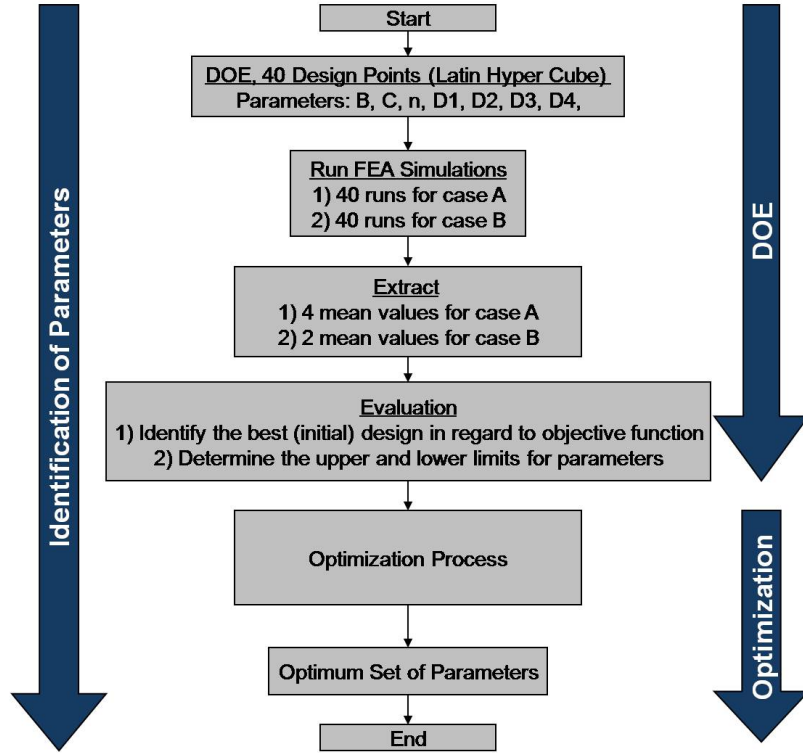 Start
DOE, 40 Design Points (Latin Hyper Cube)
Parameters: B, C, n, D1, D2, D3, D4,
Run FEA Simulations
1) 40 runs for case A
2) 40 runs for case B
Extract
1) 4 mean values for case A
2) 2 mean values for case B
Evaluation
1) Identify the best (initial) design in regard to objective function
2) Determine the upper and lower limits for parameters
Optimization Process
Optimum Set of Parameters
End
Identification of Parameters
DOE
Optimization